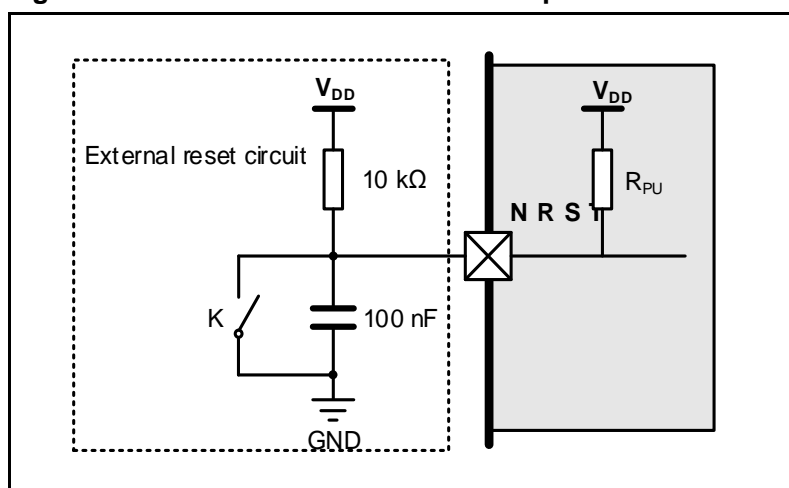 V_DD
V_DD
External reset circuit
10 kΩ
R_PU
N R S T
K
100 nF
GND